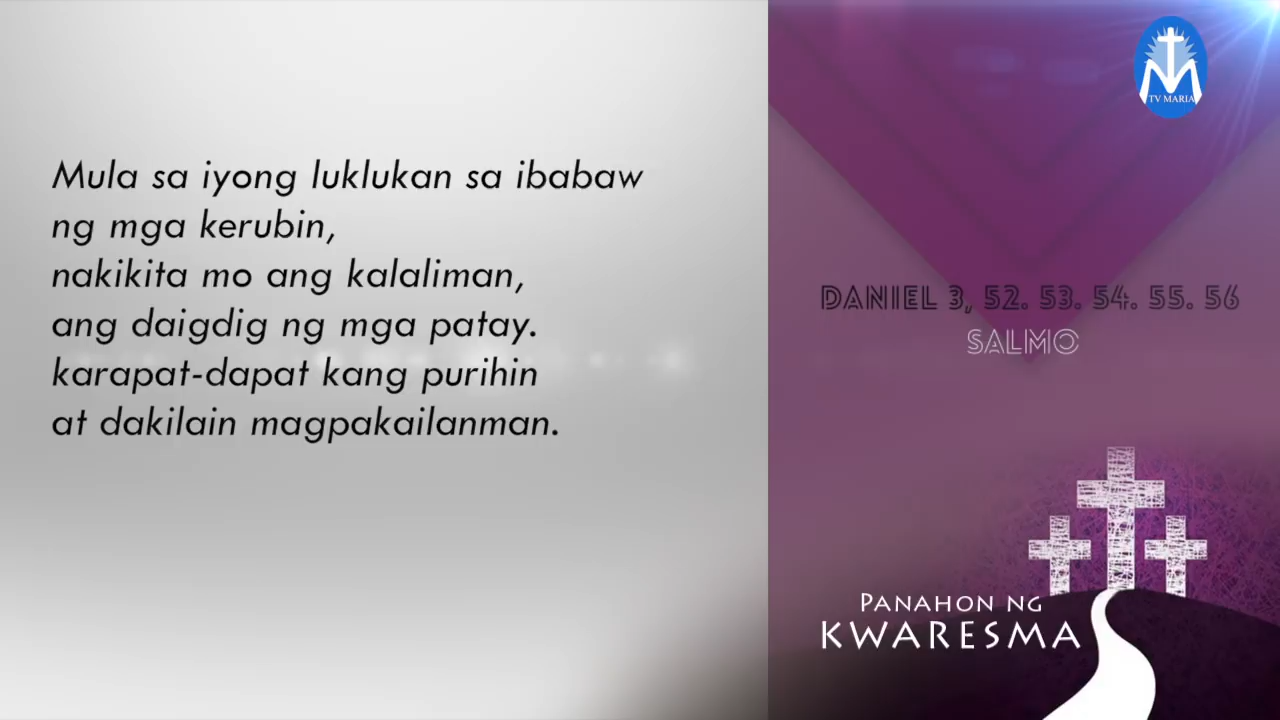 Mula sa iyong luklukan sa ibabaw
ng mga kerubin,
nakikita mo ang kalaliman,
ang daigdig ng mga patay.
karapat-dapat kang purihin
at dakilain magpakailanman.
TV MARIA
DANIEL 3, 52. 53. 54. 55. 56
SALMO
PANAHON NG
KWARESMA